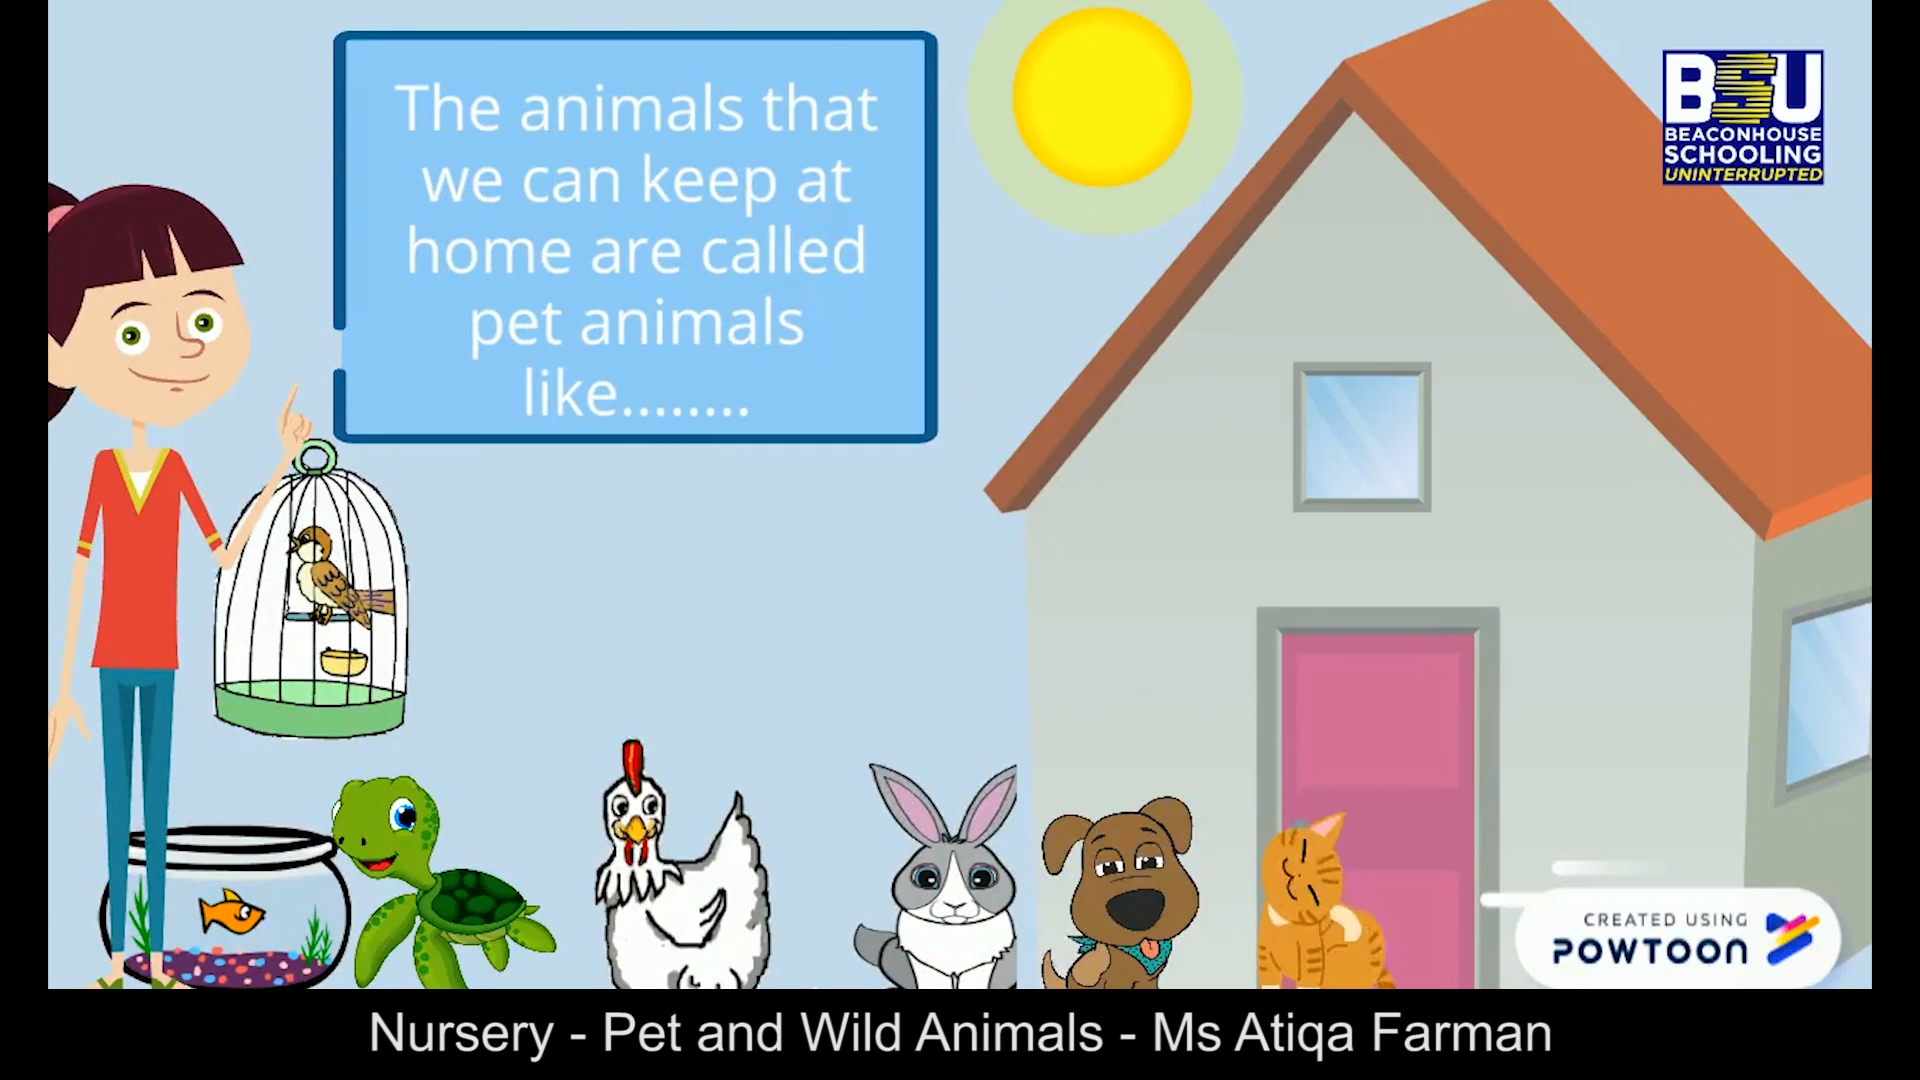 The animals that
we can keep at
home are called
pet animals
like........
BSU
BEACONHOUSE
SCHOOLING
UNINTERRUPTED
CREATED USING
POWTOON
Nursery - Pet and Wild Animals - Ms Atiqa Farman